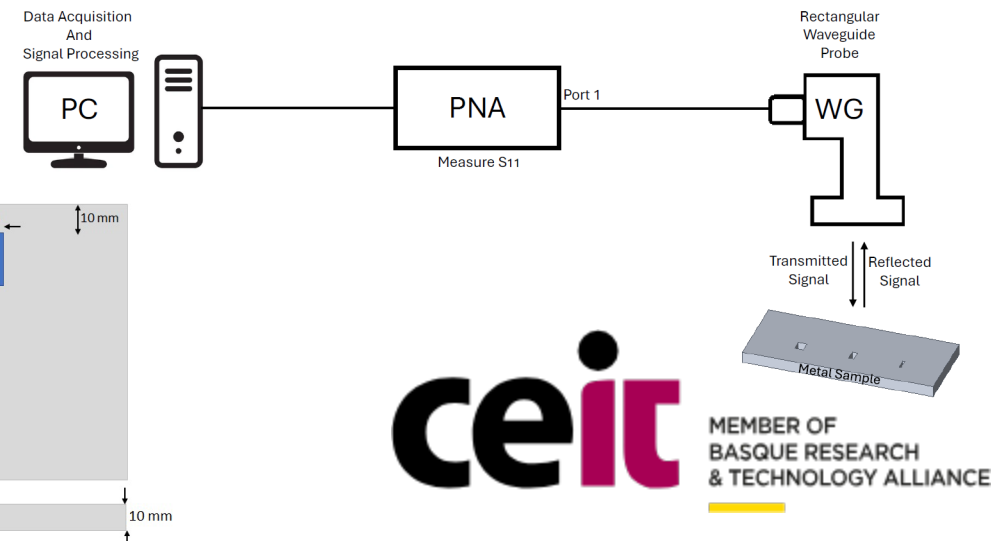 Data Acquisition
And
Signal Processing
PC
PNA
Port 1
Measure S11
Rectangular
Waveguide
Probe
WG
10 mm
Transmitted
Signal
Reflected
Signal
Metal Sample
ceit
MEMBER OF
BASQUE RESEARCH
& TECHNOLOGY ALLIANCE
10 mm